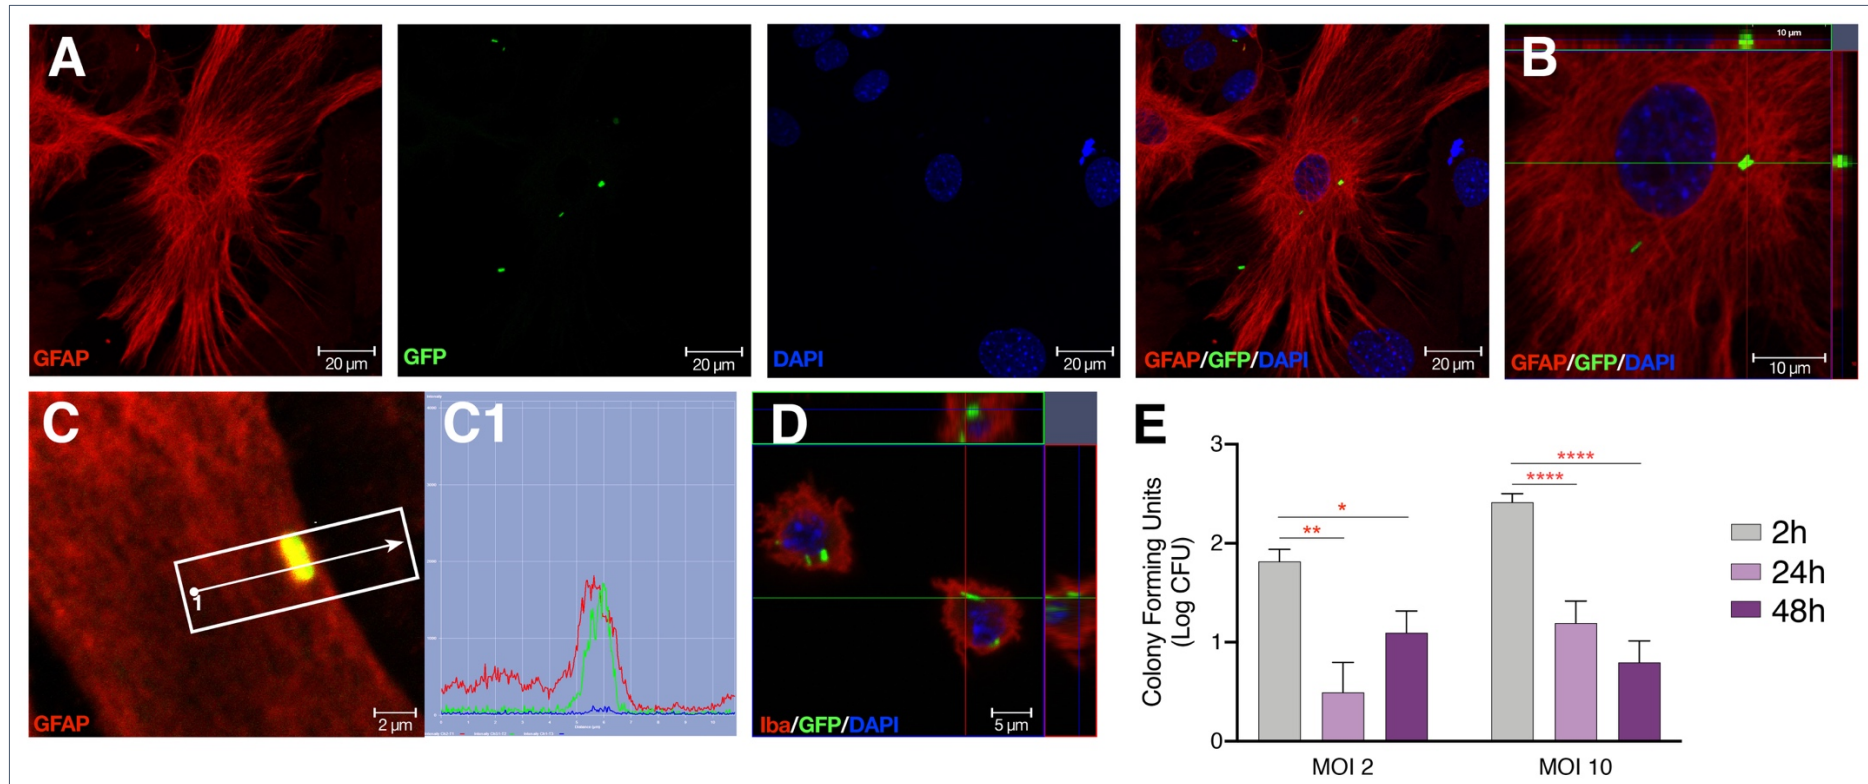 A
GFAP
20 µm
GFP
20 µm
DAPI
20 µm
GFAP/GFP/DAPI
20 µm
B
10 µm
GFAP/GFP/DAPI
10 µm
C
1
GFAP
2 µm
C1
D
Iba/GFP/DAPI
5 µm
E
Colony Forming Units
(Log CFU)
3
2
1
0
**
*
****
****
MOI 2
MOI 10
2h
24h
48h